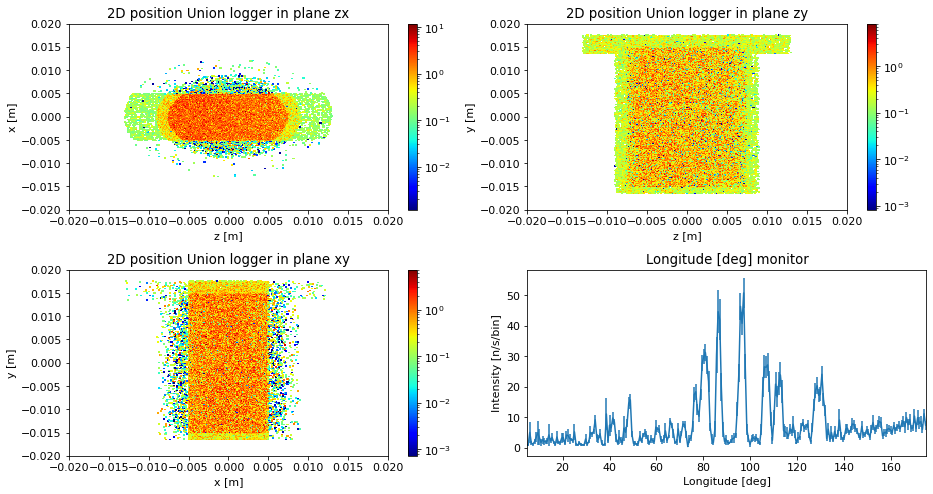 2D position Union logger in plane zx
x [m]
0.020
0.015
0.010
0.005
0.000
−0.005
−0.010
−0.015
−0.020
−0.020−0.015−0.010−0.005 0.000 0.005 0.010 0.015 0.020
z [m]
10¹
10⁰
10⁻¹
10⁻²
2D position Union logger in plane zy
y [m]
0.020
0.015
0.010
0.005
0.000
−0.005
−0.010
−0.015
−0.020
−0.020−0.015−0.010−0.005 0.000 0.005 0.010 0.015 0.020
z [m]
10⁰
10⁻¹
10⁻²
10⁻³
2D position Union logger in plane xy
y [m]
0.020
0.015
0.010
0.005
0.000
−0.005
−0.010
−0.015
−0.020
−0.020−0.015−0.010−0.005 0.000 0.005 0.010 0.015 0.020
x [m]
10⁰
10⁻¹
10⁻²
10⁻³
Longitude [deg] monitor
Intensity [n/s/bin]
50
40
30
20
10
0
20 40 60 80 100 120 140 160
Longitude [deg]